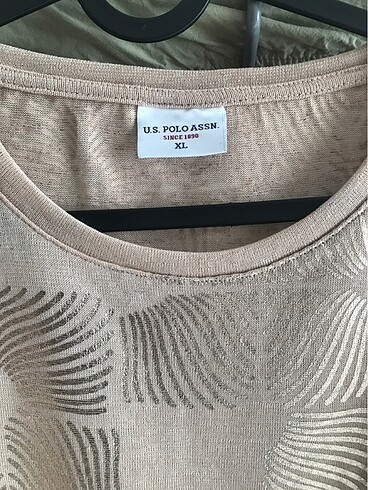 U.S. POLO ASSN.
SINCE 1890
XL